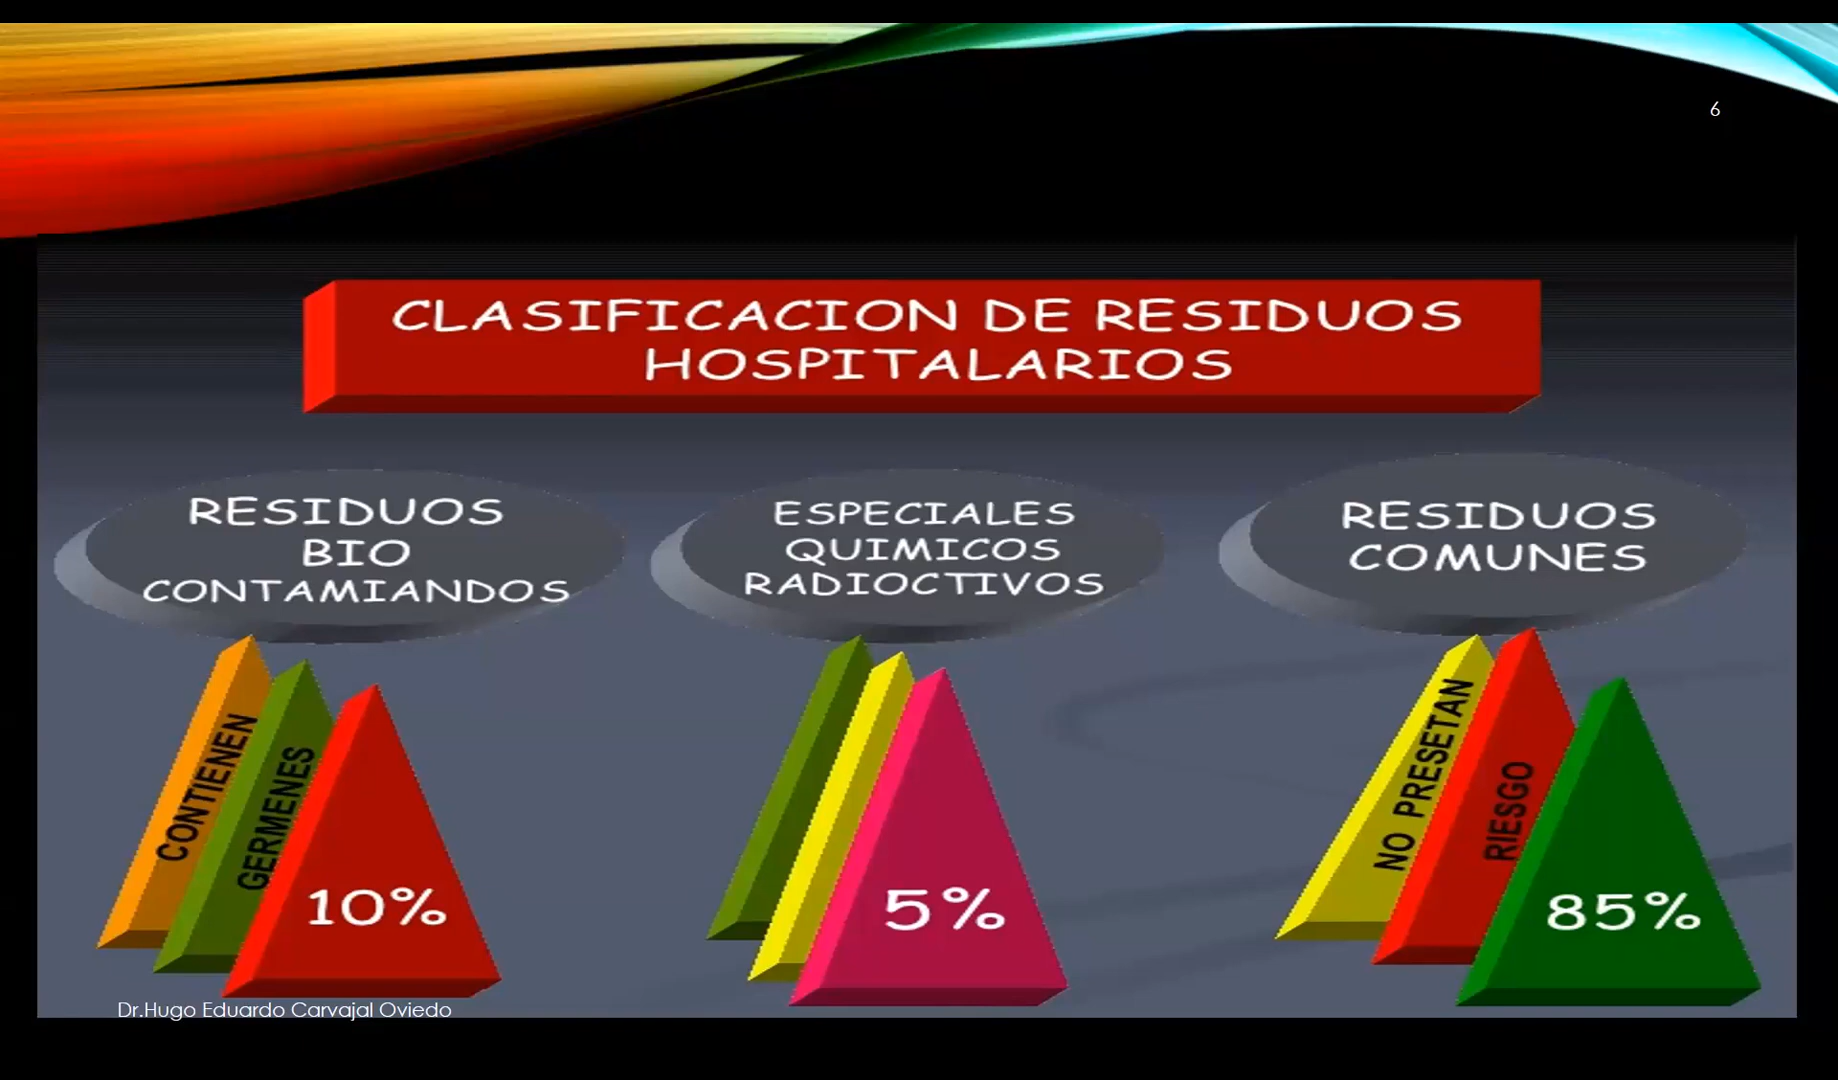 6
CLASIFICACION DE RESIDUOS
HOSPITALARIOS
RESIDUOS
BIO
CONTAMIANDOS
ESPECIALES
QUIMICOS
RADIOCTIVOS
RESIDUOS
COMUNES
CONTIENEN
GERMENES
10%
5%
NO PRESETAN
RIESGO
85%
Dr.Hugo Eduardo Carvajal Oviedo